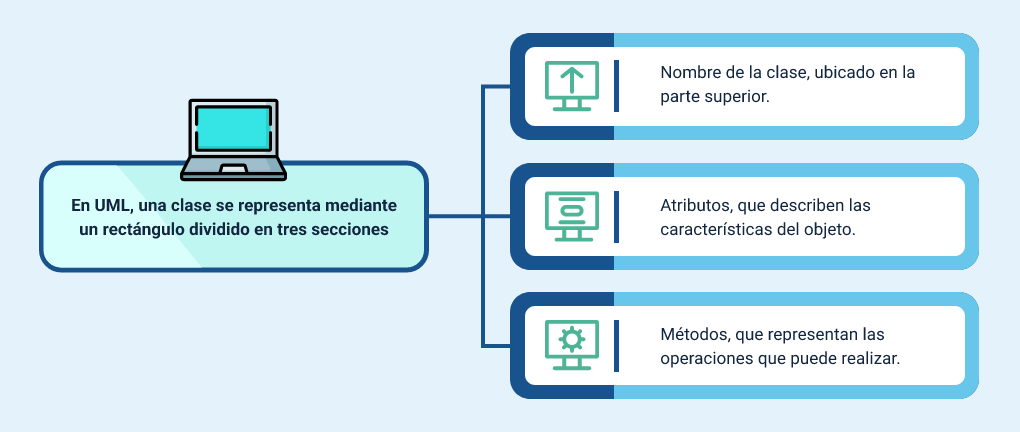 En UML, una clase se representa mediante
un rectángulo dividido en tres secciones
Nombre de la clase, ubicado en la
parte superior.
Atributos, que describen las
características del objeto.
Métodos, que representan las
operaciones que puede realizar.